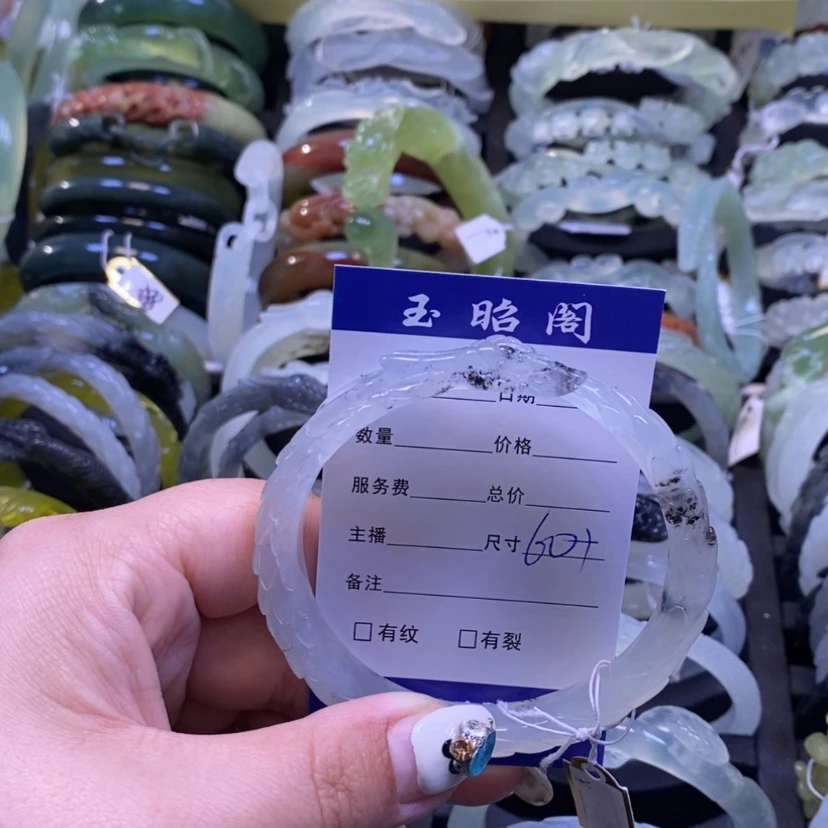 玉昭阁
日期
数量 价格
服务费 总价
主播 尺寸 60+
备注
□有纹 □有裂